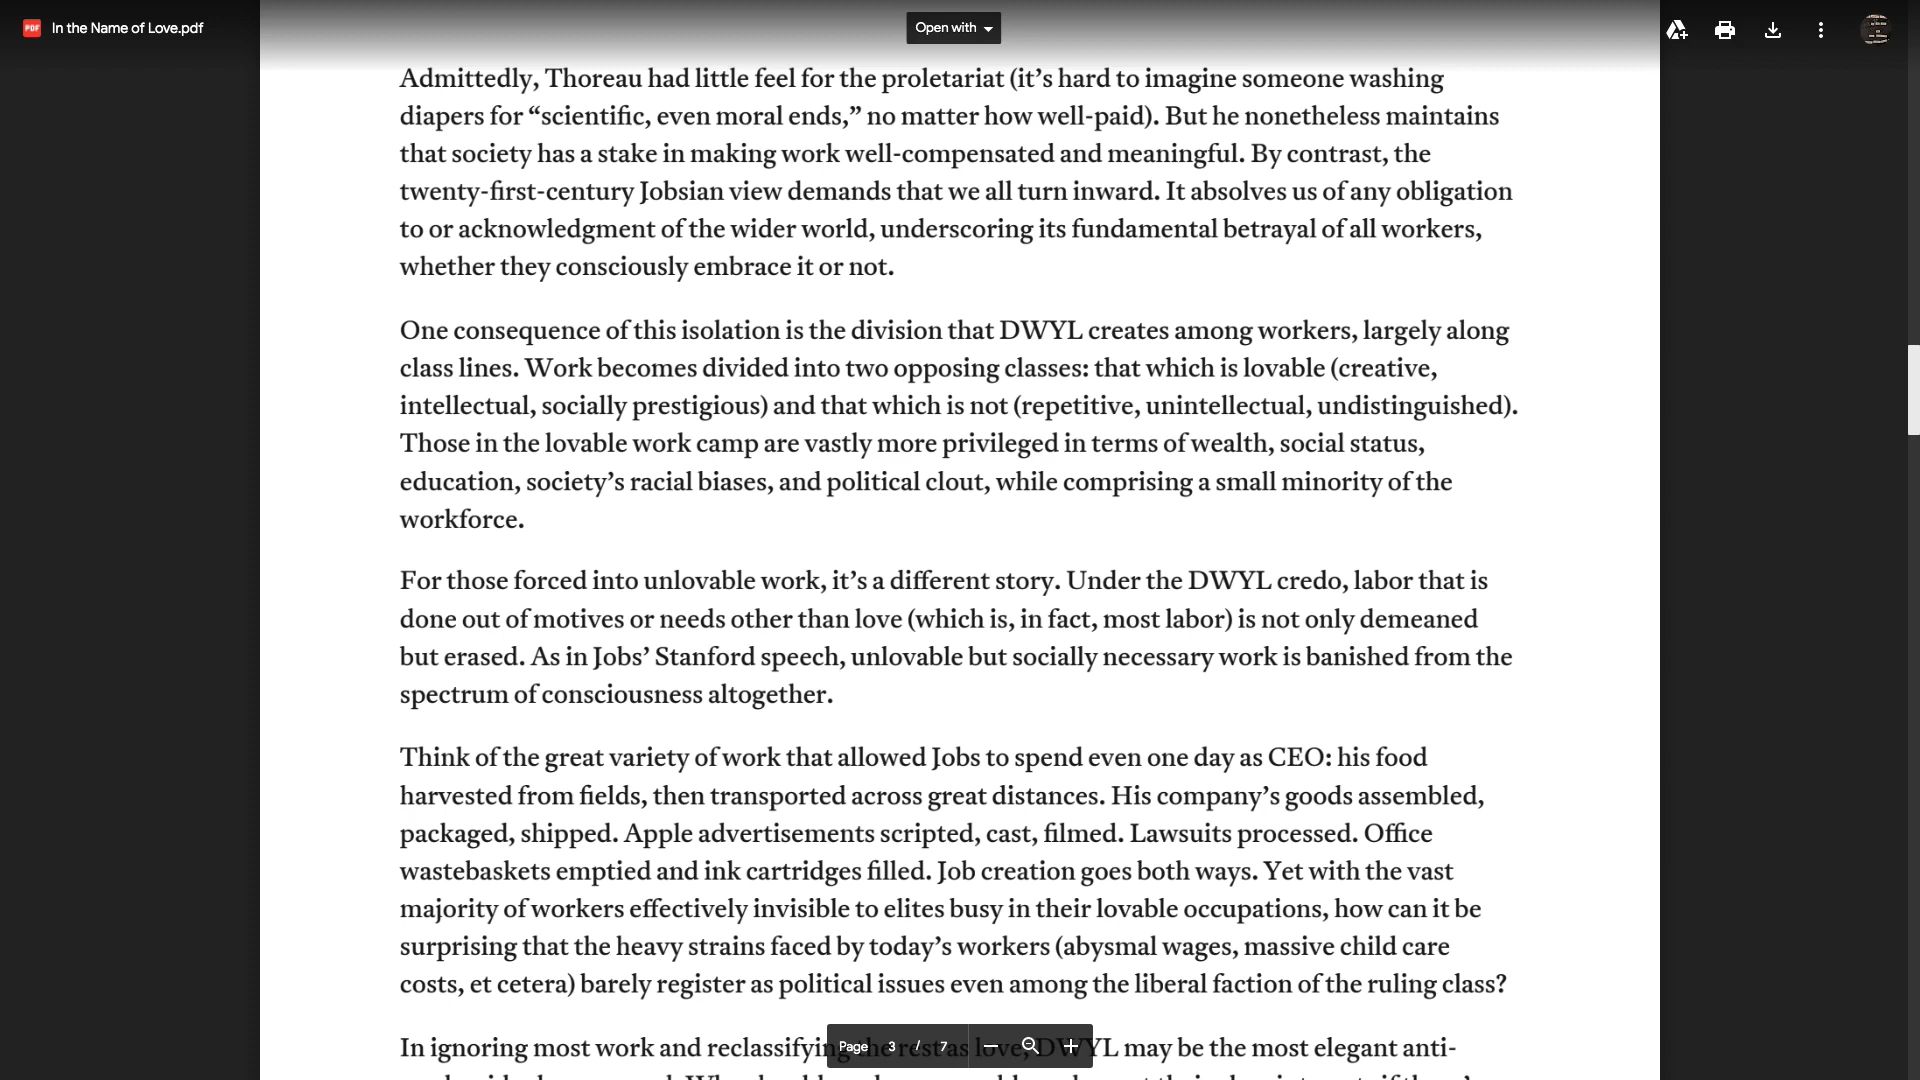 In the Name of Love.pdf
Open with
Admittedly, Thoreau had little feel for the proletariat (it’s hard to imagine someone washing
diapers for “scientific, even moral ends,” no matter how well-paid). But he nonetheless maintains
that society has a stake in making work well-compensated and meaningful. By contrast, the
twenty-first-century Jobsian view demands that we all turn inward. It absolves us of any obligation
to or acknowledgment of the wider world, underscoring its fundamental betrayal of all workers,
whether they consciously embrace it or not.
One consequence of this isolation is the division that DWYL creates among workers, largely along
class lines. Work becomes divided into two opposing classes: that which is lovable (creative,
intellectual, socially prestigious) and that which is not (repetitive, unintellectual, undistinguished).
Those in the lovable work camp are vastly more privileged in terms of wealth, social status,
education, society’s racial biases, and political clout, while comprising a small minority of the
workforce.
For those forced into unlovable work, it’s a different story. Under the DWYL credo, labor that is
done out of motives or needs other than love (which is, in fact, most labor) is not only demeaned
but erased. As in Jobs’ Stanford speech, unlovable but socially necessary work is banished from the
spectrum of consciousness altogether.
Think of the great variety of work that allowed Jobs to spend even one day as CEO: his food
harvested from fields, then transported across great distances. His company’s goods assembled,
packaged, shipped. Apple advertisements scripted, cast, filmed. Lawsuits processed. Office
wastebaskets emptied and ink cartridges filled. Job creation goes both ways. Yet with the vast
majority of workers effectively invisible to elites busy in their lovable occupations, how can it be
surprising that the heavy strains faced by today’s workers (abysmal wages, massive child care
costs, et cetera) barely register as political issues even among the liberal faction of the ruling class?
In ignoring most work and reclassifying the rest as love, DWYL may be the most elegant anti-
Page 3 / 7